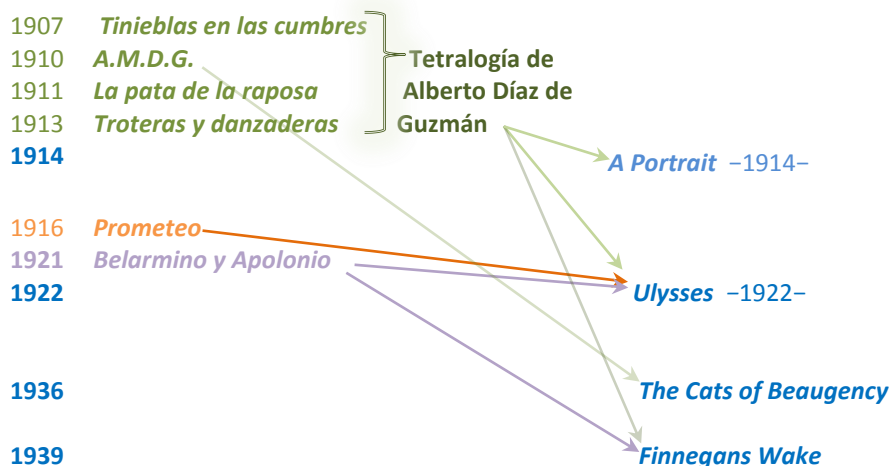 1907 Tinieblas en las cumbres
1910 A.M.D.G. Tetralogía de
1911 La pata de la raposa Alberto Díaz de
1913 Troteras y danzaderas Guzmán
1914 A Portrait −1914−
1916 Prometeo
1921 Belarmino y Apolonio
1922 Ulysses −1922−
1936 The Cats of Beaugency
1939 Finnegans Wake